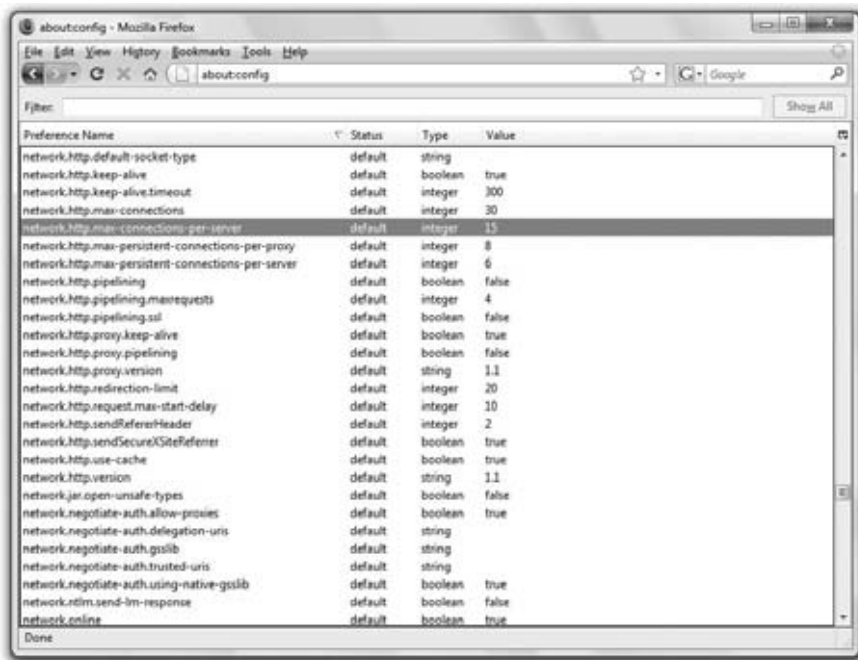 about:config - Mozilla Firefox
File Edit View History Bookmarks Tools Help
about:config Google
Filter: Show All
Preference Name Status Type Value
network.http.default-socket-type default string
network.http.keep-alive default boolean true
network.http.keep-alive.timeout default integer 300
network.http.max-connections default integer 30
network.http.max-connections-per-server default integer 15
network.http.max-persistent-connections-per-proxy default integer 8
network.http.max-persistent-connections-per-server default integer 6
network.http.pipelining default boolean false
network.http.pipelining.maxrequests default integer 4
network.http.pipelining.ssl default boolean false
network.http.proxy.keep-alive default boolean true
network.http.proxy.pipelining default boolean false
network.http.proxy.version default string 1.1
network.http.redirection-limit default integer 20
network.http.request.max-start-delay default integer 10
network.http.sendRefererHeader default integer 2
network.http.sendSecureXSiteReferrer default boolean true
network.http.use-cache default boolean true
network.http.version default string 1.1
network.jar.open-unsafe-types default boolean false
network.negotiate-auth.allow-proxies default boolean true
network.negotiate-auth.delegation-uris default string
network.negotiate-auth.gsslib default string
network.negotiate-auth.trusted-uris default string
network.negotiate-auth.using-native-gsslib default boolean true
network.ntlm.send-lm-response default boolean false
network.online default boolean true
Done